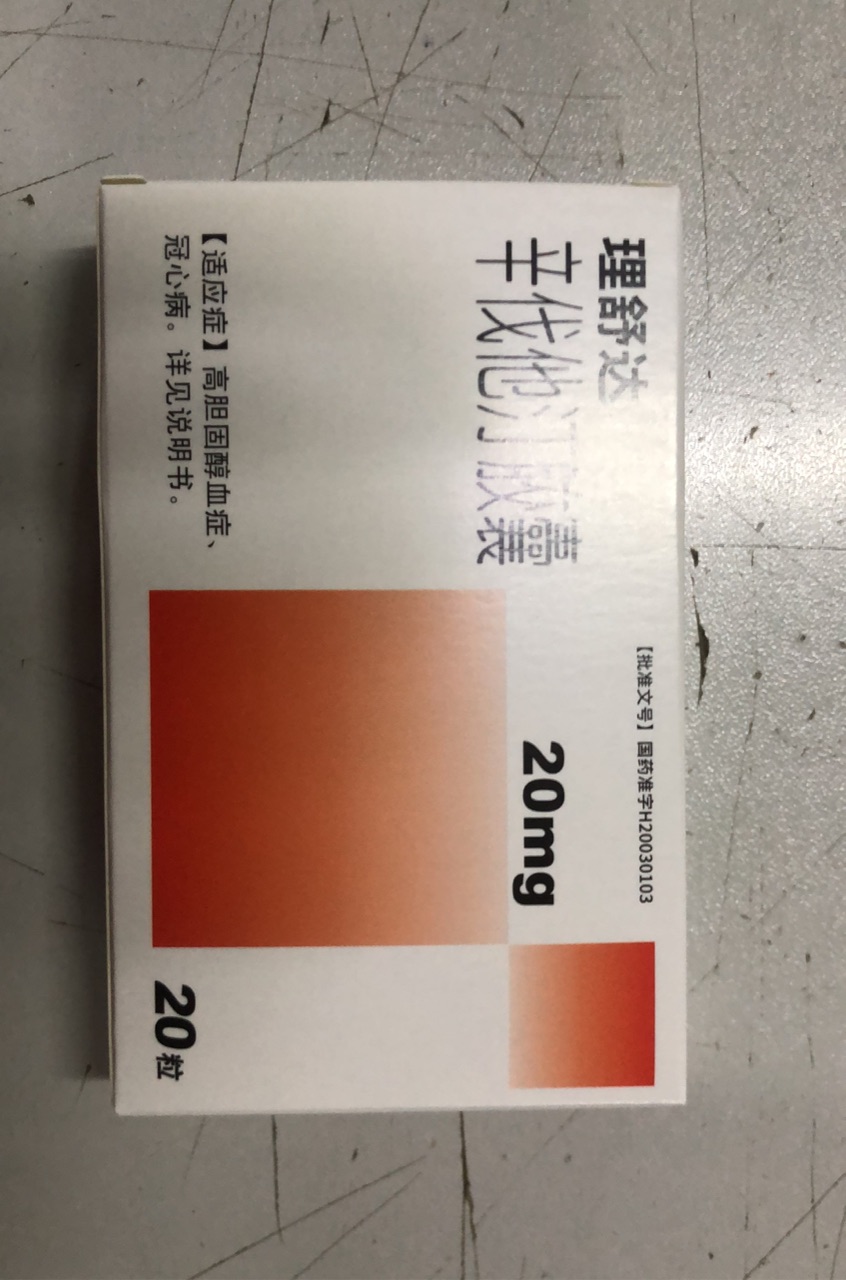 理舒达
辛伐他汀胶囊
【批准文号】国药准字H20030103
20mg
【适应症】高胆固醇血症、
冠心病。详见说明书。
20粒